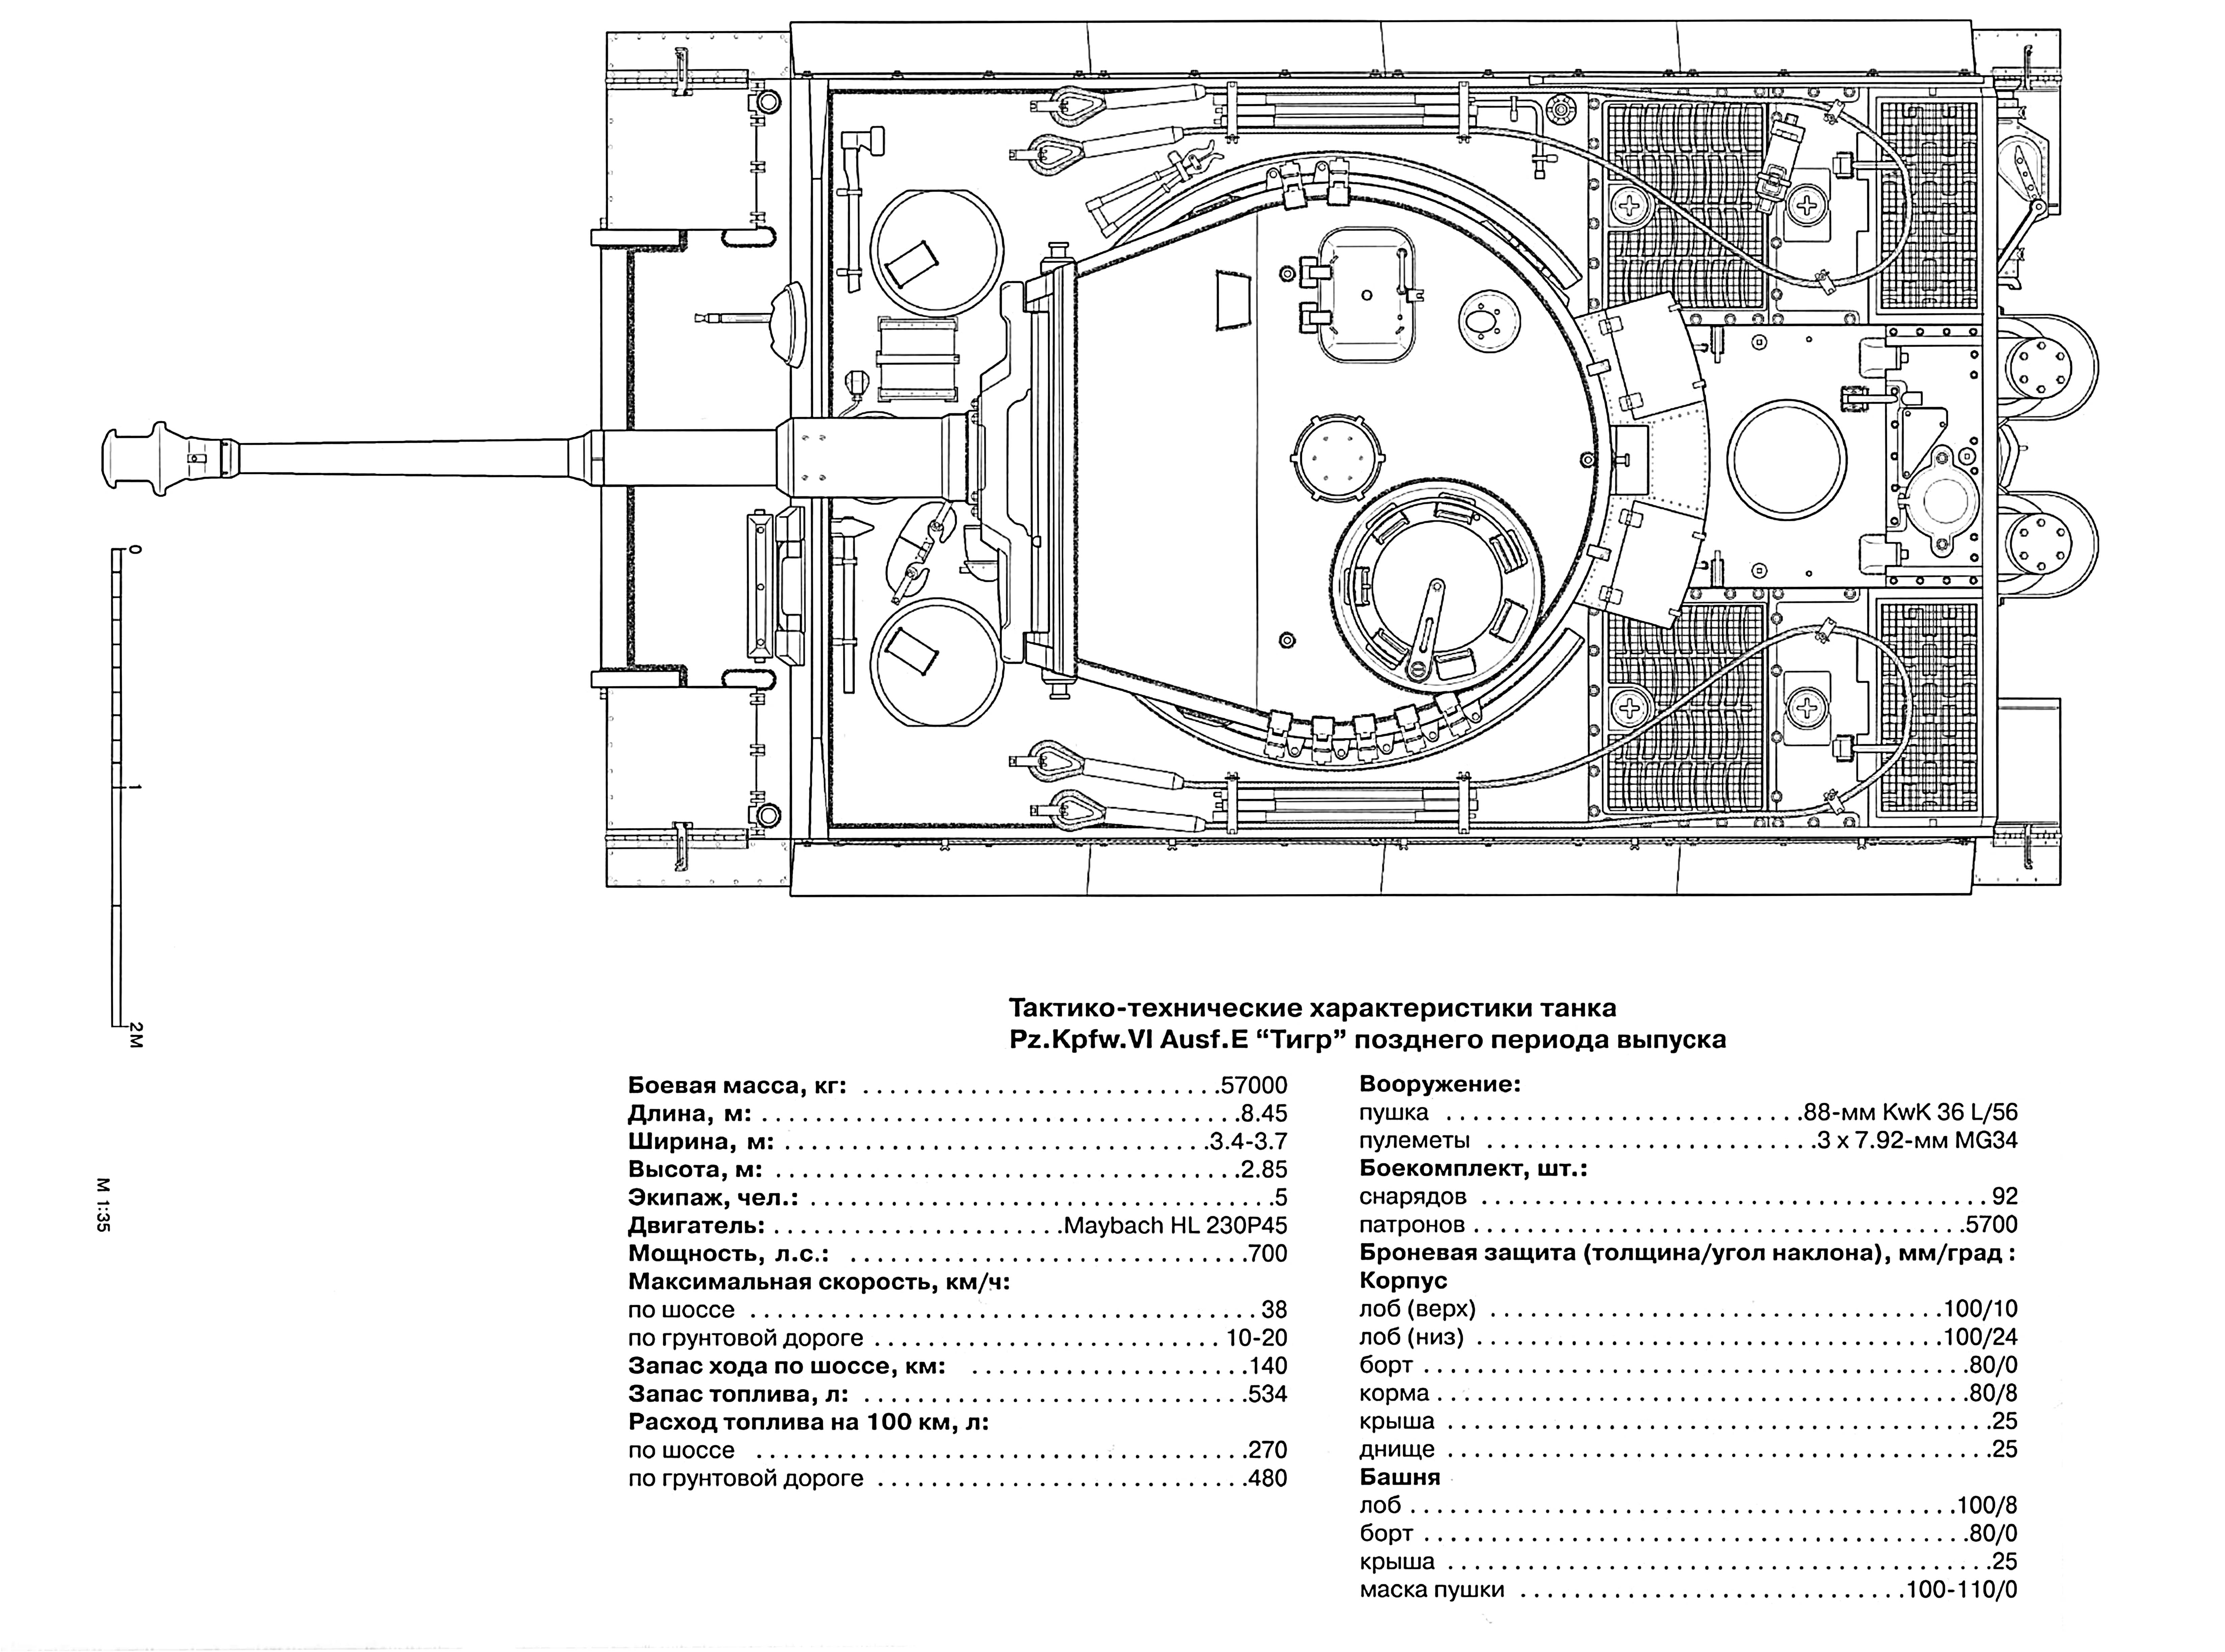 0
1
2М
М 1:35
Тактико-технические характеристики танка
Pz.Kpfw.VI Ausf.E “Тигр” позднего периода выпуска
Боевая масса, кг: ...........................57000
Длина, м: ....................................8.45
Ширина, м: ................................3.4-3.7
Высота, м: ...................................2.85
Экипаж, чел.: ...................................5
Двигатель: ......................Maybach HL 230P45
Мощность, л.с.: ..............................700
Максимальная скорость, км/ч:
по шоссе ...................................... 38
по грунтовой дороге .......................... 10-20
Запас хода по шоссе, км: .....................140
Запас топлива, л: .............................534
Расход топлива на 100 км, л:
по шоссе .....................................270
по грунтовой дороге ............................480
Вооружение:
пушка ...........................88-мм KwK 36 L/56
пулеметы .........................3 x 7.92-мм MG34
Боекомплект, шт.:
снарядов ...................................... 92
патронов .....................................5700
Броневая защита (толщина/угол наклона), мм/град :
Корпус
лоб (верх) ..................................100/10
лоб (низ) ...................................100/24
борт .........................................80/0
корма ........................................80/8
крыша .........................................25
днище .........................................25
Башня
лоб .........................................100/8
борт .........................................80/0
крыша .........................................25
маска пушки .............................100-110/0